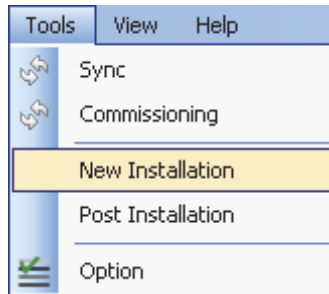 Tools View Help
Sync
Commissioning
New Installation
Post Installation
Option